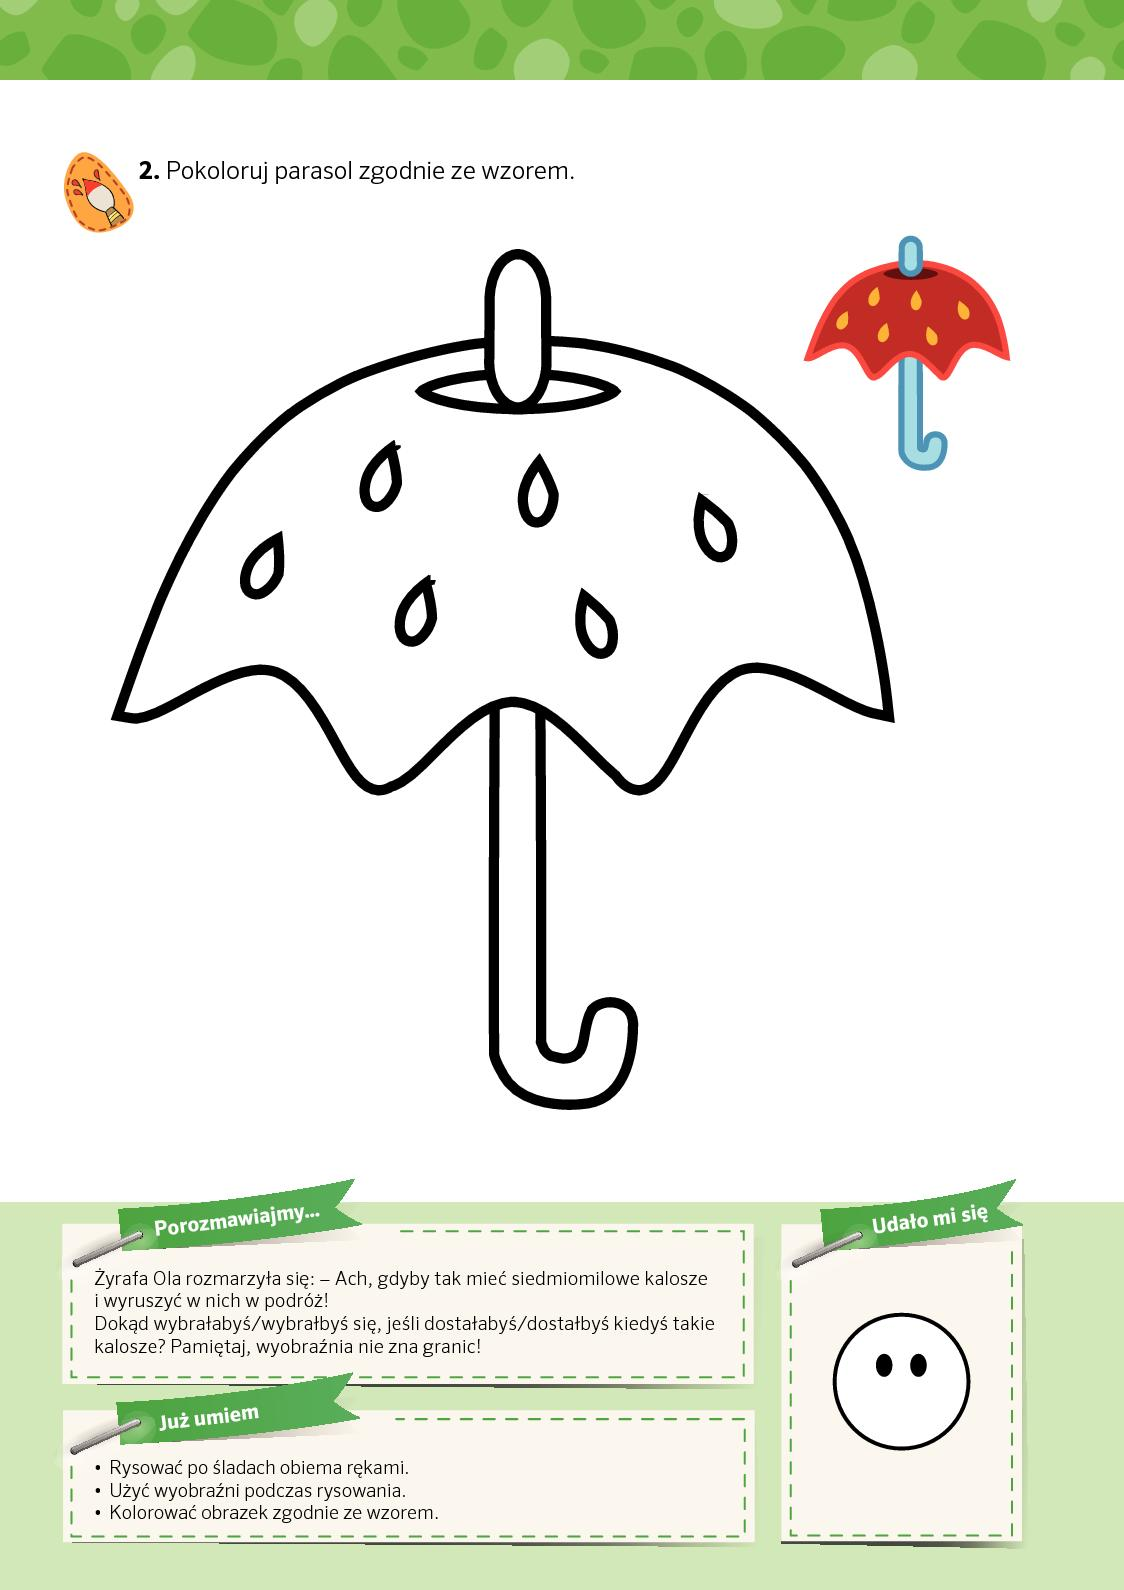 2. Pokoloruj parasol zgodnie ze wzorem.
Porozmawiajmy...
Żyrafa Ola rozmarzyła się: – Ach, gdyby tak mieć siedmiomilowe kalosze
i wyruszyć w nich w podróż!
Dokąd wybrałabyś/wybrałbyś się, jeśli dostałabyś/dostałbyś kiedyś takie
kalosze? Pamiętaj, wyobraźnia nie zna granic!
Już umiem
• Rysować po śladach obiema rękami.
• Użyć wyobraźni podczas rysowania.
• Kolorować obrazek zgodnie ze wzorem.
Udało mi się